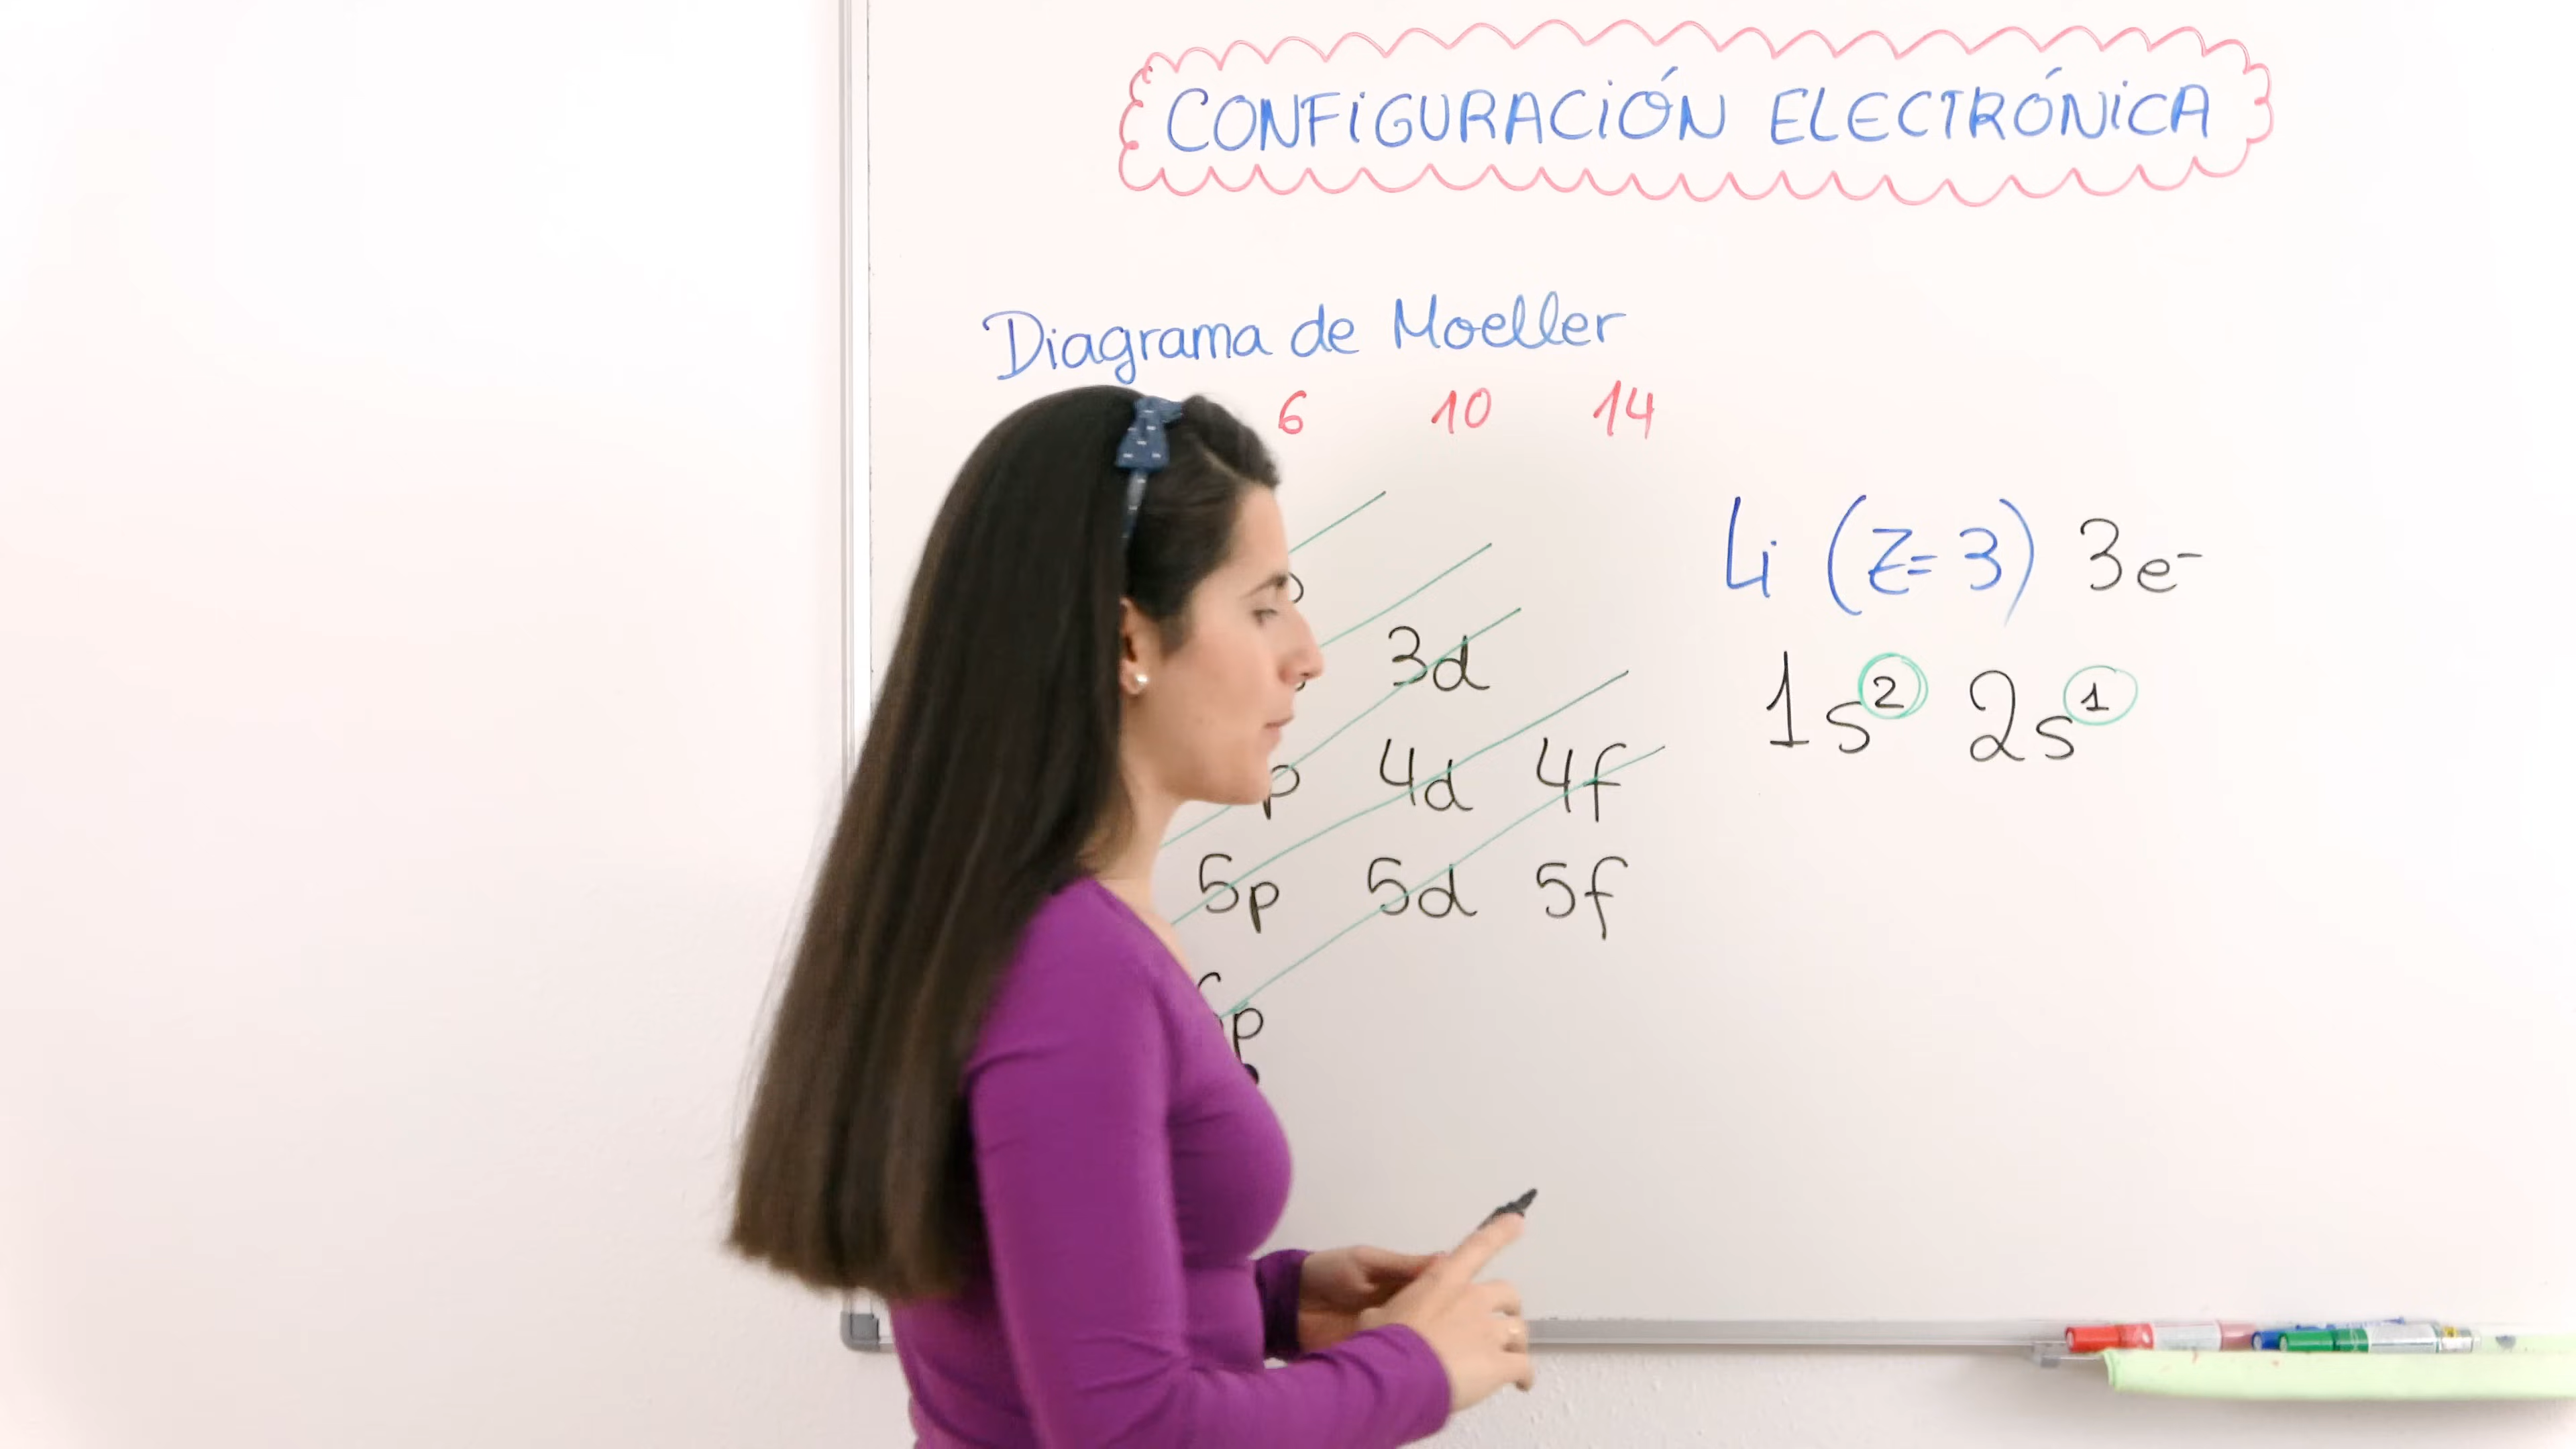 CONFIGURACIÓN ELECTRÓNICA
Diagrama de Moeller
6 10 14
Li (Z=3) 3e⁻
3d
1s² 2s¹
4d 4f
5p 5d 5f